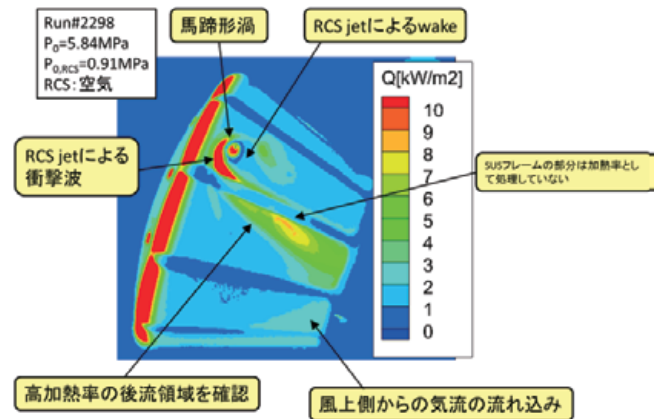 Run#2298
P₀=5.84MPa
P₀,RCS=0.91MPa
RCS:空気
馬蹄形渦
RCS jetによるwake
RCS jetによる
衝撃波
Q[kW/m2]
10
9
8
7
6
5
4
3
2
1
0
SUSフレームの部分は加熱率とし
て処理していない
高加熱率の後流領域を確認
風上側からの気流の流れ込み